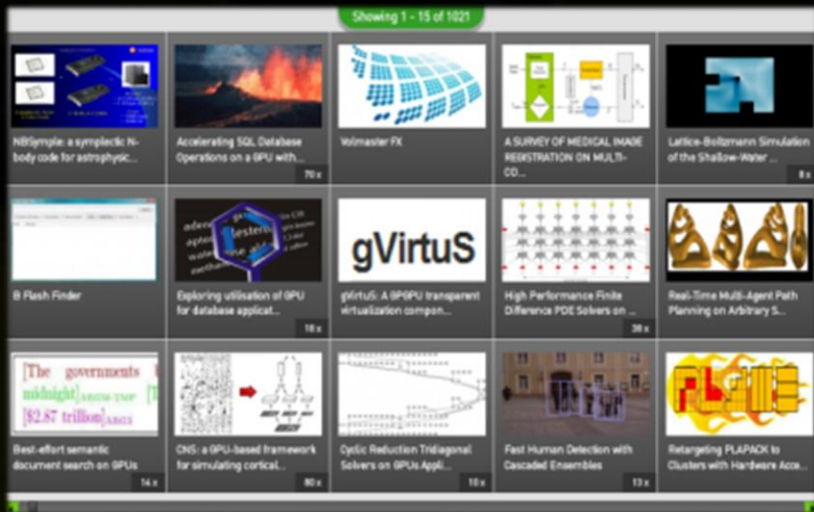 Showing 1 - 15 of 1021
NBSymple: a symplectic N-
body code for astrophysic...
Accelerating SQL Database
Operations on a GPU with...
70 x
Volmaster FX
A SURVEY OF MEDICAL IMAGE
REGISTRATION ON MULTI-
CO...
Lattice-Boltzmann Simulation
of the Shallow-Water ...
8 x
B Flash Finder
Exploring utilisation of GPU
for database applicat...
18 x
gVirtuS
gVirtuS: A GPGPU transparent
virtualization compon...
High Performance Finite
Difference PDE Solvers on ...
38 x
Real-Time Multi-Agent Path
Planning on Arbitrary S...
[The governments
midnight]ARGM-TMP
[$2.87 trillion]ARG1
Best-effort semantic
document search on GPUs
14 x
CNS: a GPU-based framework
for simulating cortical...
80 x
Cyclic Reduction Tridiagonal
Solvers on GPUs Appli...
10 x
Fast Human Detection with
Cascaded Ensembles
13 x
Retargeting PLAPACK to
Clusters with Hardware Acce...